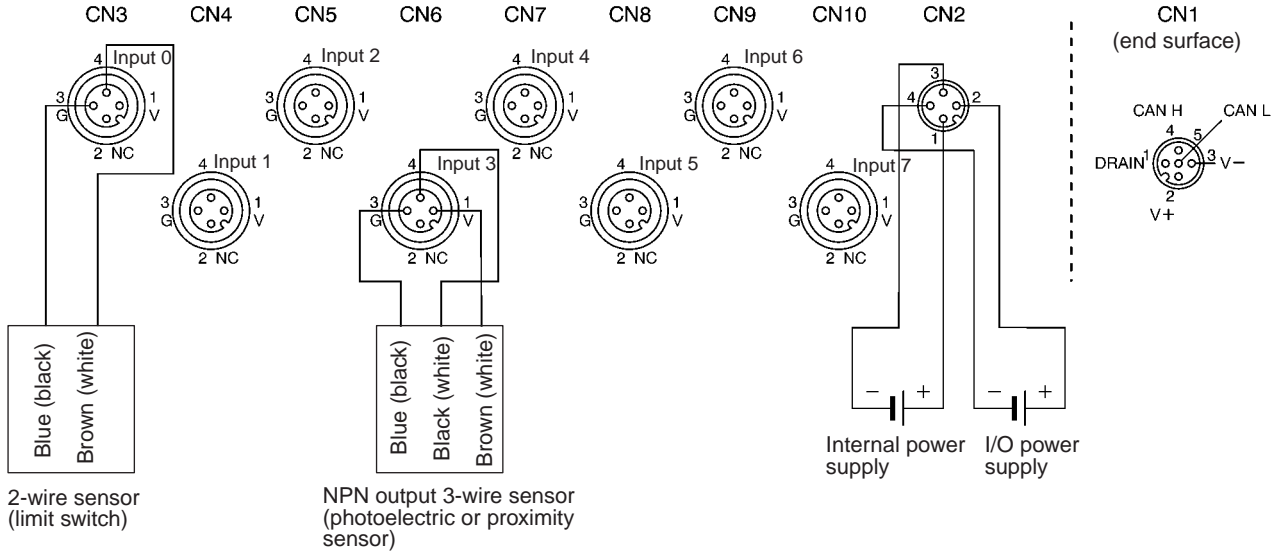 CN3 CN4 CN5 CN6 CN7 CN8 CN9 CN10 CN2 CN1
(end surface)
4 Input 0
3 G
1 V
2 NC
4 Input 2
3 G
1 V
2 NC
4 Input 4
3 G
1 V
2 NC
4 Input 6
3 G
1 V
2 NC
3
4 2
1
CAN H CAN L
4 5
DRAIN 1 3 V−
2
V+
4 Input 1
3 G
1 V
2 NC
4 Input 3
3 G
1 V
2 NC
4 Input 5
3 G
1 V
2 NC
4 Input 7
3 G
1 V
2 NC
Blue (black)
Brown (white)
2-wire sensor
(limit switch)
Blue (black)
Black (white)
Brown (white)
NPN output 3-wire sensor
(photoelectric or proximity
sensor)
− +
Internal power
supply
− +
I/O power
supply